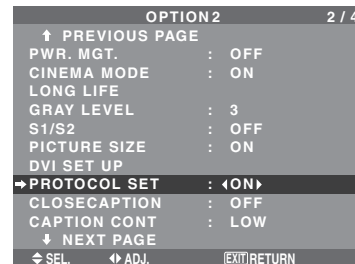 OPTION2 2 / 4
↑ PREVIOUS PAGE
PWR. MGT. : OFF
CINEMA MODE : ON
LONG LIFE
GRAY LEVEL : 3
S1/S2 : OFF
PICTURE SIZE : ON
DVI SET UP
→PROTOCOL SET : ◀ON▶
CLOSECAPTION : OFF
CAPTION CONT : LOW
↓ NEXT PAGE
SEL. ADJ. EXIT RETURN